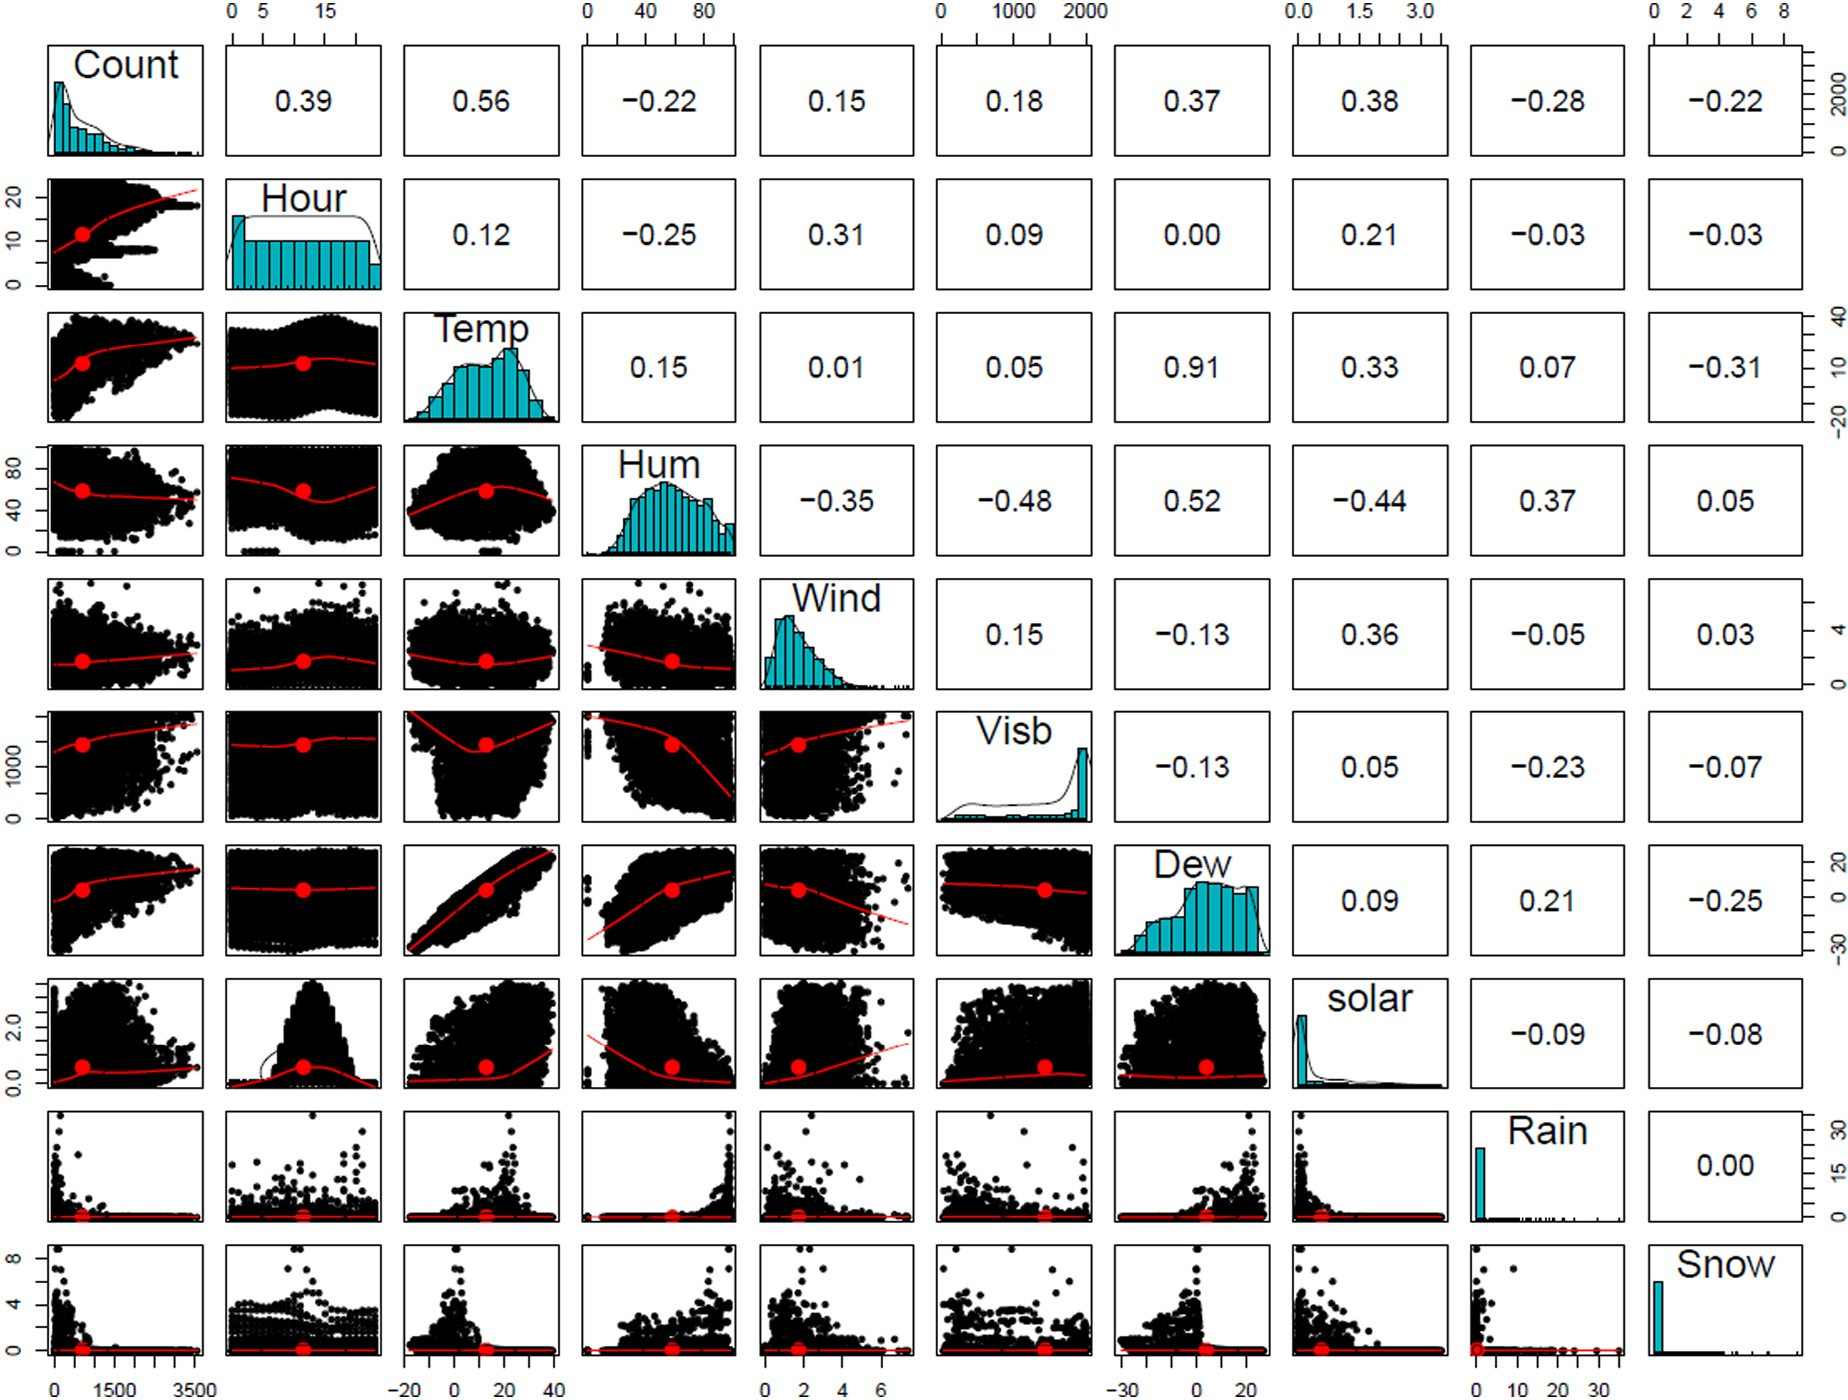 0 5 15 0 40 80 0 1000 2000 0.0 1.5 3.0 0 2 4 6 8
Count 0.39 0.56 −0.22 0.15 0.18 0.37 0.38 −0.28 −0.22 0 2000
0 10 20 Hour 0.12 −0.25 0.31 0.09 0.00 0.21 −0.03 −0.03
Temp 0.15 0.01 0.05 0.91 0.33 0.07 −0.31 −20 10 40
0 40 80 Hum −0.35 −0.48 0.52 −0.44 0.37 0.05
Wind 0.15 −0.13 0.36 −0.05 0.03 0 4
0 1000 Visb −0.13 0.05 −0.23 −0.07
Dew 0.09 0.21 −0.25 −30 0 20
0.0 2.0 solar −0.09 −0.08
Rain 0.00 0 15 30
0 4 8 Snow
0 1500 3500 −20 0 20 40 0 2 4 6 −30 0 20 0 10 20 30